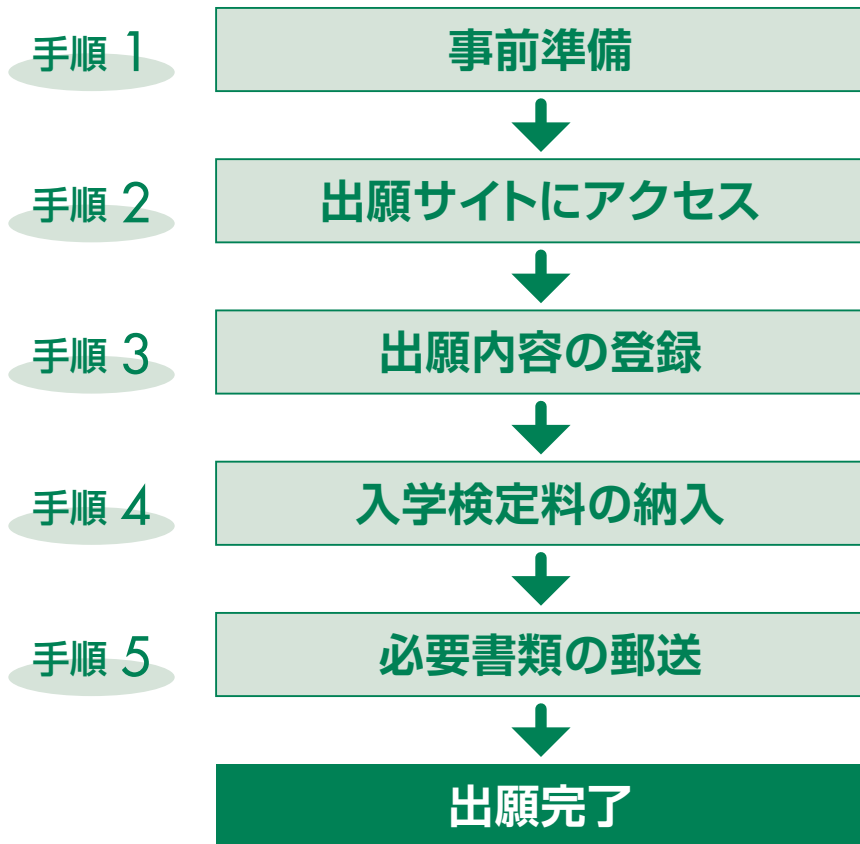 手順 1
事前準備
手順 2
出願サイトにアクセス
手順 3
出願内容の登録
手順 4
入学検定料の納入
手順 5
必要書類の郵送
出願完了